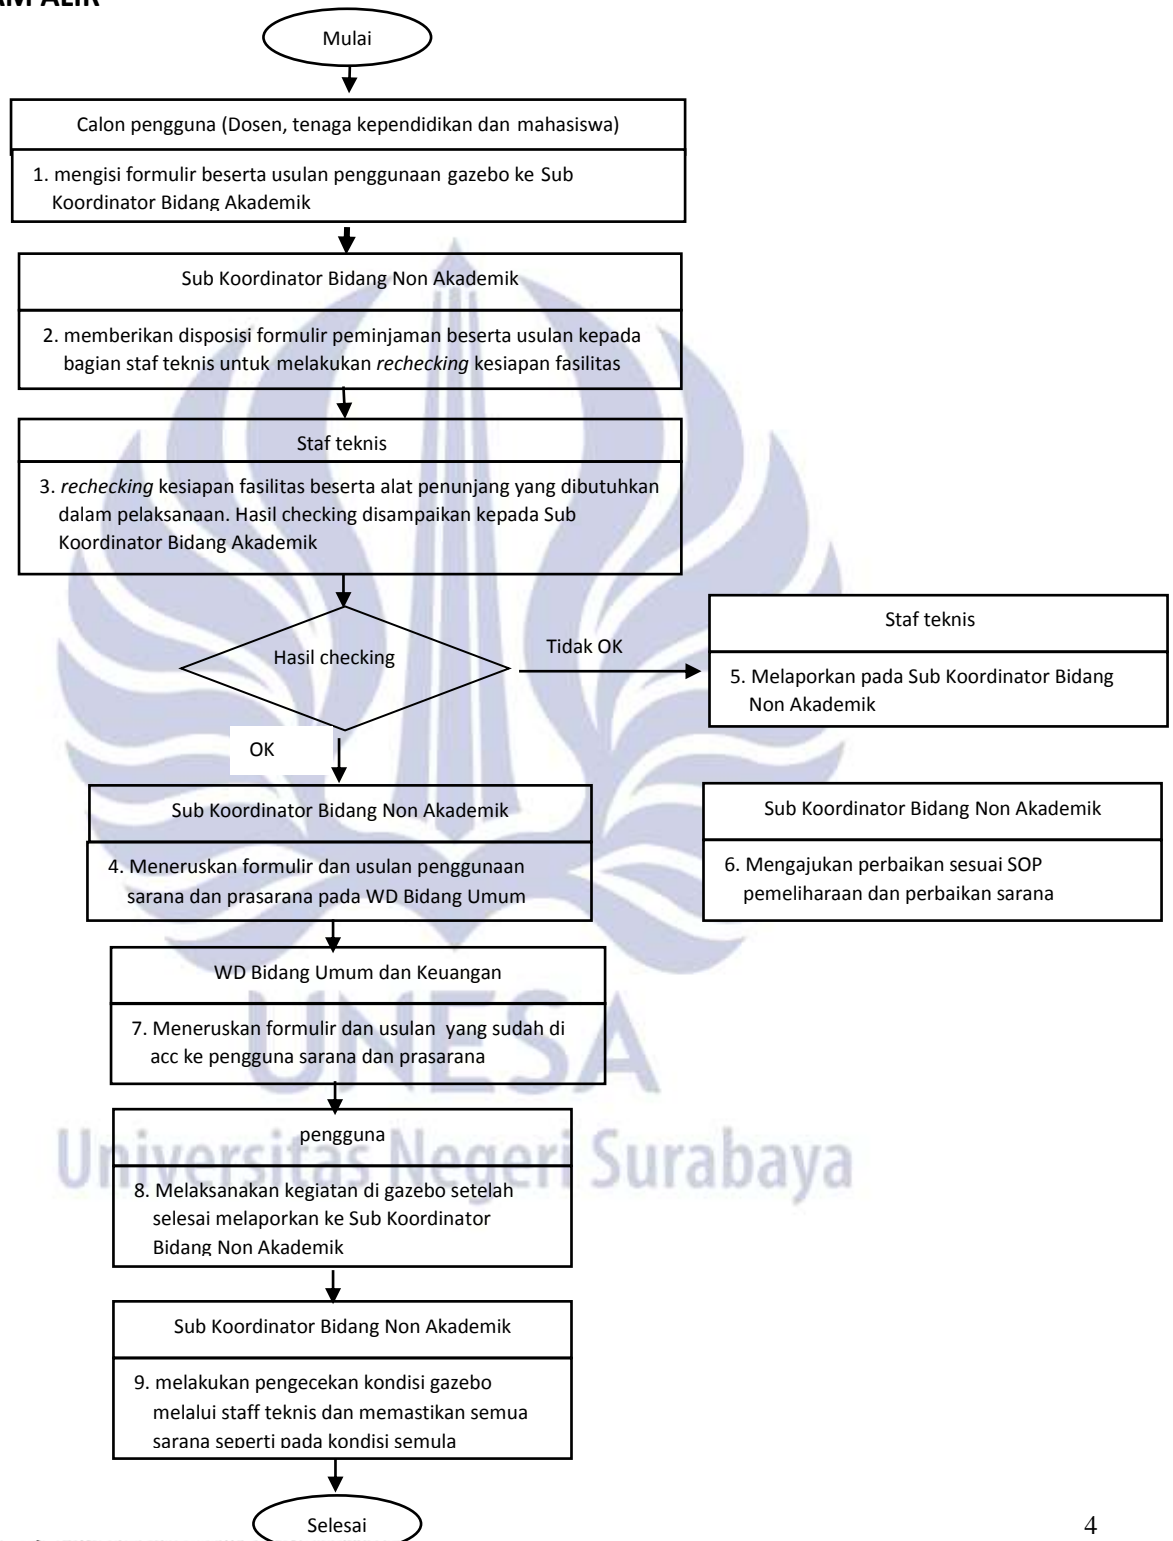 Mulai
Calon pengguna (Dosen, tenaga kependidikan dan mahasiswa)
1. mengisi formulir beserta usulan penggunaan gazebo ke Sub
Koordinator Bidang Akademik
Sub Koordinator Bidang Non Akademik
2. memberikan disposisi formulir peminjaman beserta usulan kepada
bagian staf teknis untuk melakukan rechecking kesiapan fasilitas
Staf teknis
3. rechecking kesiapan fasilitas beserta alat penunjang yang dibutuhkan
dalam pelaksanaan. Hasil checking disampaikan kepada Sub
Koordinator Bidang Akademik
Hasil checking
Tidak OK
Staf teknis
5. Melaporkan pada Sub Koordinator Bidang
Non Akademik
OK
Sub Koordinator Bidang Non Akademik
4. Meneruskan formulir dan usulan penggunaan
sarana dan prasarana pada WD Bidang Umum
Sub Koordinator Bidang Non Akademik
6. Mengajukan perbaikan sesuai SOP
pemeliharaan dan perbaikan sarana
WD Bidang Umum dan Keuangan
7. Meneruskan formulir dan usulan yang sudah di
acc ke pengguna sarana dan prasarana
UNESA
Universitas Negeri Surabaya
pengguna
8. Melaksanakan kegiatan di gazebo setelah
selesai melaporkan ke Sub Koordinator
Bidang Non Akademik
Sub Koordinator Bidang Non Akademik
9. melakukan pengecekan kondisi gazebo
melalui staff teknis dan memastikan semua
sarana seperti pada kondisi semula
Selesai
4